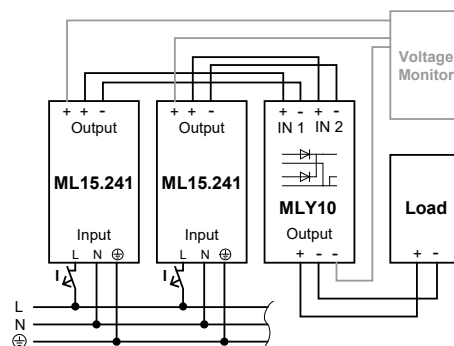 Voltage
Monitor
+ + -
+ + -
+ - + -
Output
Output
IN 1 IN 2
ML15.241
ML15.241
MLY10
Load
Input
Input
Output
L N ⏚
L N ⏚
+ - -
+ -
I
I
L
N
⏚